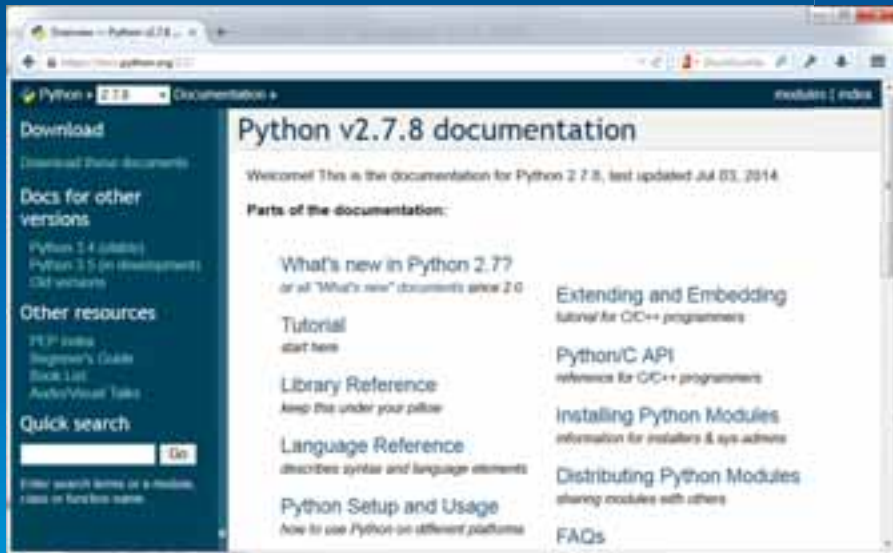 Overview — Python v2.7.8 ...
python.org
Python » 2.7.8 Documentation »
modules | index
Download
Download these documents
Docs for other
versions
Python 3.4 (stable)
Python 3.5 (in development)
Old versions
Other resources
PEP Index
Beginner's Guide
Book List
Audio/Visual Talks
Quick search
Go
Enter search terms or a module,
class or function name.
Python v2.7.8 documentation
Welcome! This is the documentation for Python 2.7.8, last updated Jul 03, 2014.
Parts of the documentation:
What's new in Python 2.7?
or all "What's new" documents since 2.0
Tutorial
start here
Library Reference
keep this under your pillow
Language Reference
describes syntax and language elements
Python Setup and Usage
how to use Python on different platforms
Extending and Embedding
tutorial for C/C++ programmers
Python/C API
reference for C/C++ programmers
Installing Python Modules
information for installers & sys-admins
Distributing Python Modules
sharing modules with others
FAQs